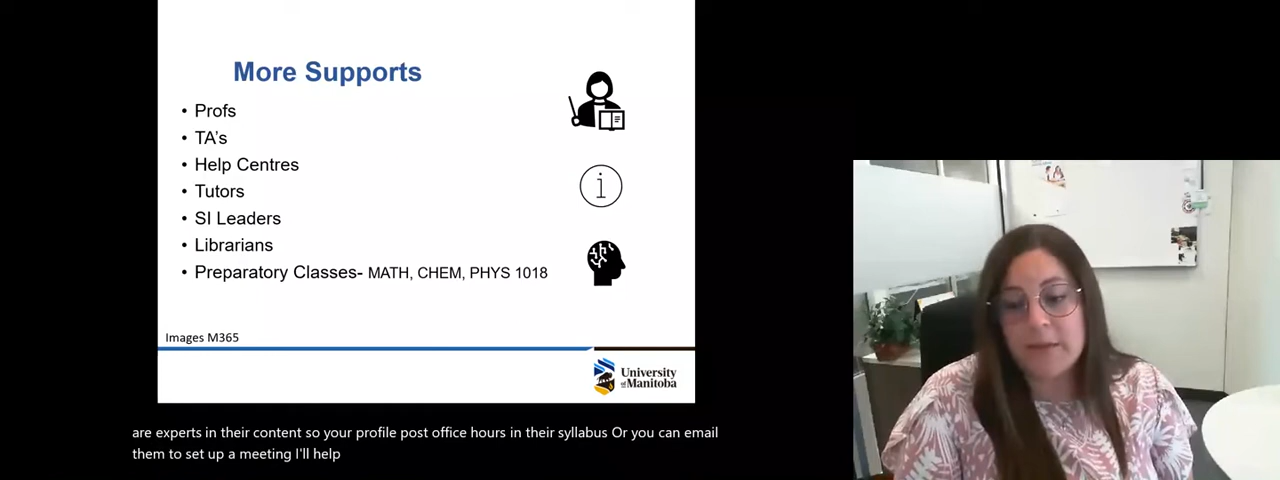 More Supports
• Profs
• TA's
• Help Centres
• Tutors
• SI Leaders
• Librarians
• Preparatory Classes- MATH, CHEM, PHYS 1018
Images M365
University
of Manitoba
are experts in their content so your profile post office hours in their syllabus Or you can email
them to set up a meeting I'll help